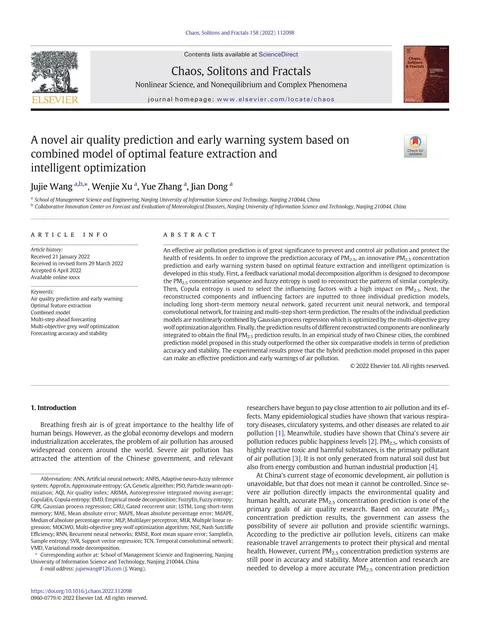 Chaos, Solitons and Fractals 158 (2022) 112098
Contents lists available at ScienceDirect
Chaos, Solitons and Fractals
Nonlinear Science, and Nonequilibrium and Complex Phenomena
journal homepage: www.elsevier.com/locate/chaos
ELSEVIER
A novel air quality prediction and early warning system based on
combined model of optimal feature extraction and
intelligent optimization
Check for
updates
Jujie Wang a,b,*, Wenjie Xu a, Yue Zhang a, Jian Dong a
a School of Management Science and Engineering, Nanjing University of Information Science and Technology, Nanjing 210044, China
b Collaborative Innovation Center on Forecast and Evaluation of Meteorological Disasters, Nanjing University of Information Science and Technology, Nanjing 210044, China
ARTICLE INFO
Article history:
Received 21 January 2022
Received in revised form 29 March 2022
Accepted 6 April 2022
Available online xxxx
Keywords:
Air quality prediction and early warning
Optimal feature extraction
Combined model
Multi-step ahead forecasting
Multi-objective grey wolf optimization
Forecasting accuracy and stability
ABSTRACT
An effective air pollution prediction is of great significance to prevent and control air pollution and protect the
health of residents. In order to improve the prediction accuracy of PM2.5, an innovative PM2.5 concentration
prediction and early warning system based on optimal feature extraction and intelligent optimization is
developed in this study. First, a feedback variational modal decomposition algorithm is designed to decompose
the PM2.5 concentration sequence and fuzzy entropy is used to reconstruct the patterns of similar complexity.
Then, Copula entropy is used to select the influencing factors with a high impact on PM2.5. Next, the
reconstructed components and influencing factors are inputted to three individual prediction models,
including long short-term memory neural network, gated recurrent unit neural network, and temporal
convolutional network, for training and multi-step short-term prediction. The results of the individual prediction
models are nonlinearly combined by Gaussian process regression which is optimized by the multi-objective grey
wolf optimization algorithm. Finally, the prediction results of different reconstructed components are nonlinearly
integrated to obtain the final PM2.5 prediction results. In an empirical study of two Chinese cities, the combined
prediction model proposed in this study outperformed the other six comparative models in terms of prediction
accuracy and stability. The experimental results prove that the hybrid prediction model proposed in this paper
can make an effective prediction and early warnings of air pollution.
© 2022 Elsevier Ltd. All rights reserved.
1. Introduction
Breathing fresh air is of great importance to the healthy life of
human beings. However, as the global economy develops and modern
industrialization accelerates, the problem of air pollution has aroused
widespread concern around the world. Severe air pollution has
attracted the attention of the Chinese government, and relevant
Abbreviations: ANN, Artificial neural network; ANFIS, Adaptive neuro-fuzzy inference
system; ApproEn, Approximate entropy; GA, Genetic algorithm; PSO, Particle swarm opti-
mization; AQI, Air quality index; ARIMA, Autoregressive integrated moving average;
CopulaEn, Copula entropy; EMD, Empirical mode decomposition; FuzzyEn, Fuzzy entropy;
GPR, Gaussian process regression; GRU, Gated recurrent unit; LSTM, Long short-term
memory; MAE, Mean absolute error; MAPE, Mean absolute percentage error; MdAPE,
Median of absolute percentage error; MLP, Multilayer perceptron; MLR, Multiple linear re-
gression; MOGWO, Multi-objective grey wolf optimization algorithm; NSE, Nash Sutcliffe
Efficiency; RNN, Recurrent neural networks; RMSE, Root mean square error; SampleEn,
Sample entropy; SVR, Support vector regression; TCN, Temporal convolutional network;
VMD, Variational mode decomposition.
* Corresponding author at: School of Management Science and Engineering, Nanjing
University of Information Science and Technology, Nanjing 210044, China
E-mail address: jujiewang@126.com (J. Wang).
researchers have begun to pay close attention to air pollution and its ef-
fects. Many epidemiological studies have shown that various respira-
tory diseases, circulatory systems, and other diseases are related to air
pollution [1]. Meanwhile, studies have shown that China's severe air
pollution reduces public happiness levels [2]. PM2.5, which consists of
highly reactive and toxic and harmful substances, is the primary pollutant
of air pollution [3]. It is not only generated from natural soil dust but
also from energy combustion and human industrial production [4].
At China's current stage of economic development, air pollution is
unavoidable, but that does not mean it cannot be controlled. Since se-
vere air pollution directly impacts the environmental quality and
human health, accurate PM2.5 concentration prediction is one of the
primary goals of air quality research. Based on accurate PM2.5
concentration prediction results, the government can assess the
possibility of severe air pollution and provide scientific warnings.
According to the predictive air pollution levels, citizens can make
reasonable travel arrangements to protect their physical and mental
health. However, current PM2.5 concentration prediction systems are
still poor in accuracy and stability. More attention and research are
needed to develop a more accurate PM2.5 concentration prediction
https://doi.org/10.1016/j.chaos.2022.112098
0960-0779/© 2022 Elsevier Ltd. All rights reserved.